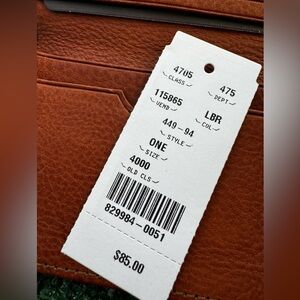 4705 475
CLASS DEPT
115865 LBR
VEND COL
449-94
STYLE
ONE
SIZE
4000
OLD CLS
829984-0051
$85.00